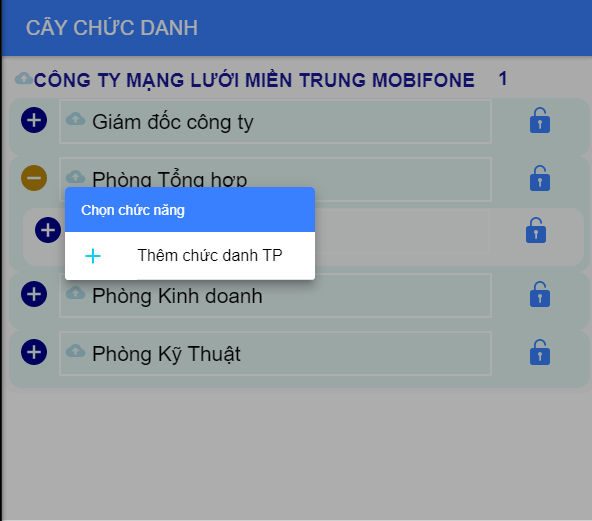 CÂY CHỨC DANH
CÔNG TY MẠNG LƯỚI MIỀN TRUNG MOBIFONE 1
Giám đốc công ty
Phòng Tổng hợp
Chọn chức năng
Thêm chức danh TP
Phòng Kinh doanh
Phòng Kỹ Thuật